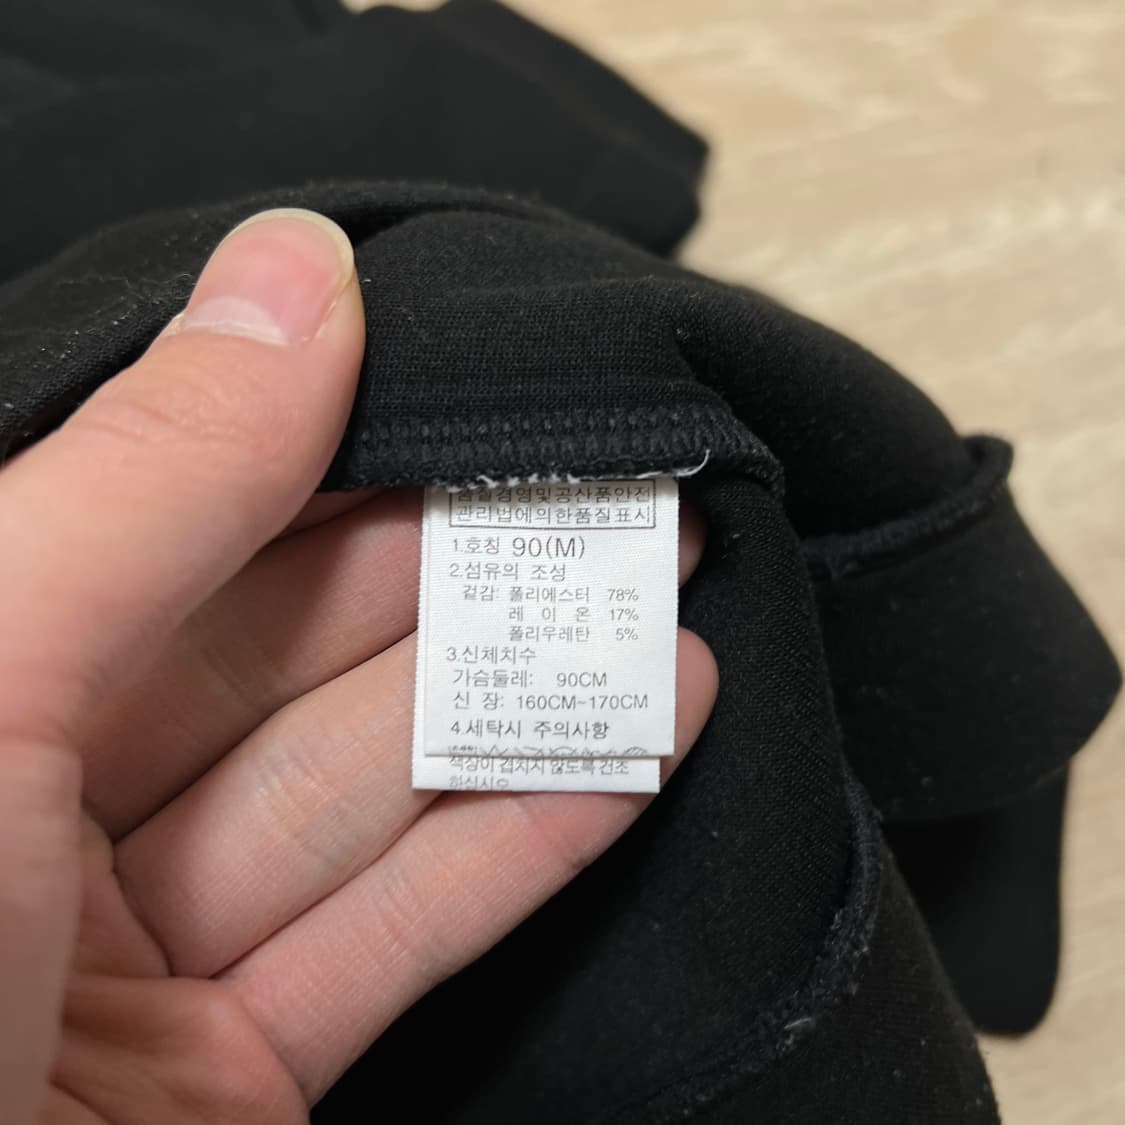 품질경영및공산품안전
관리법에의한품질표시
1.호칭 90(M)
2.섬유의 조성
겉감: 폴리에스터 78%
레 이 온 17%
폴리우레탄 5%
3.신체치수
가슴둘레: 90CM
신 장: 160CM~170CM
4.세탁시 주의사항
색상이 겹치지 않도록 건조
하십시오